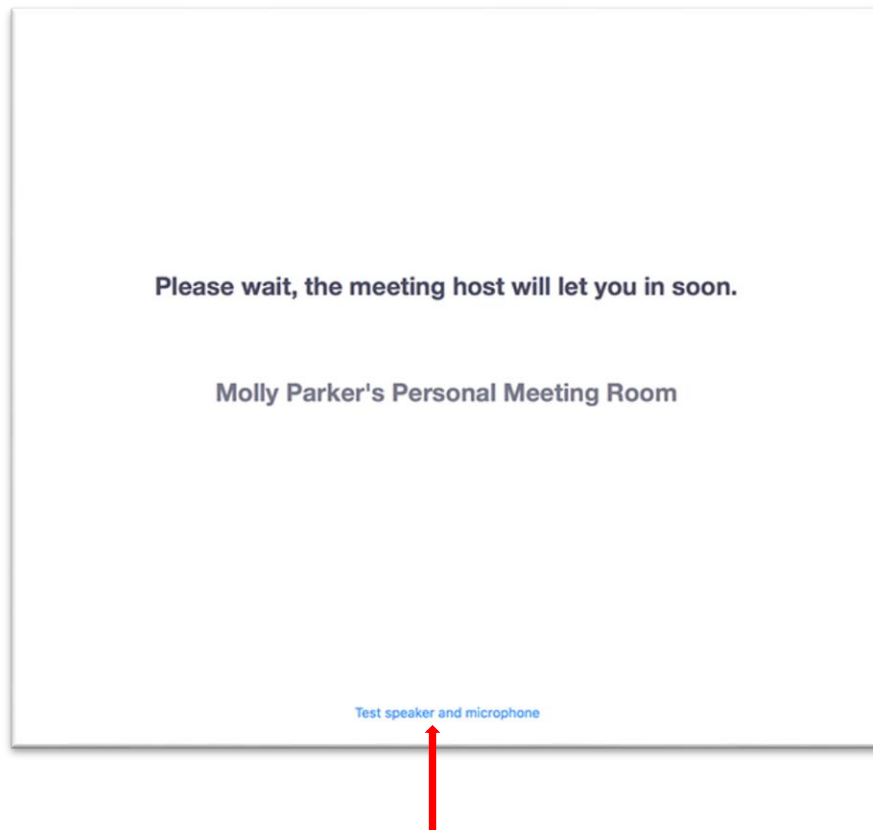 Please wait, the meeting host will let you in soon.
Molly Parker's Personal Meeting Room
Test speaker and microphone